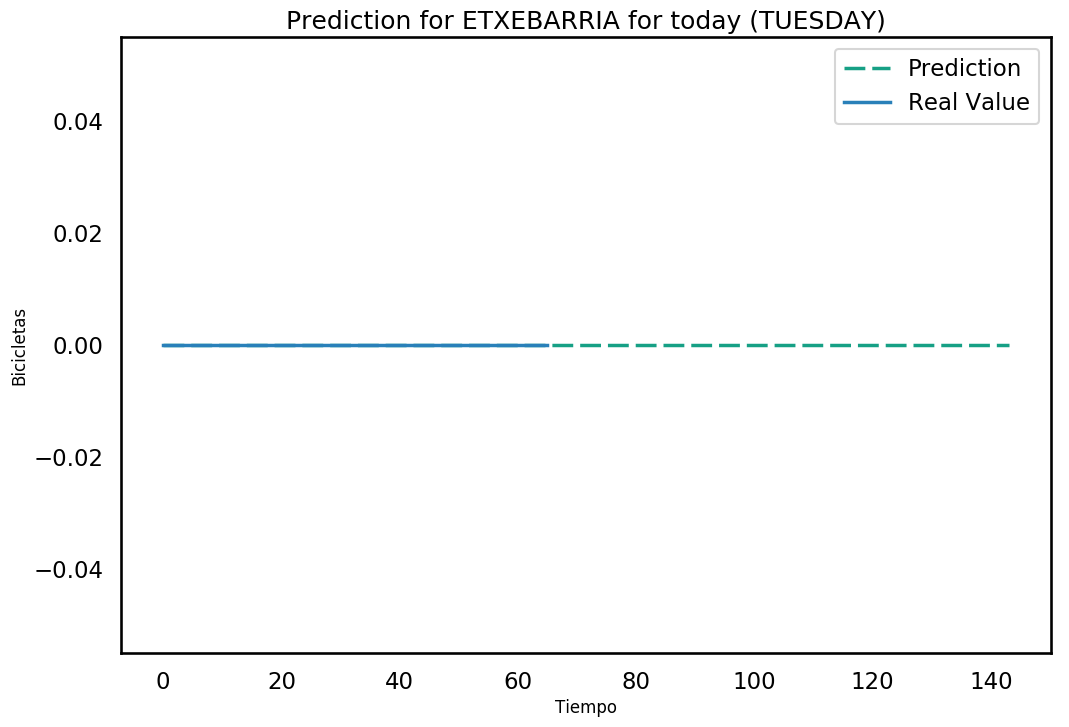 Prediction for ETXEBARRIA for today (TUESDAY)
Prediction
Real Value
0.04
0.02
0.00
−0.02
−0.04
Bicicletas
0 20 40 60 80 100 120 140
Tiempo